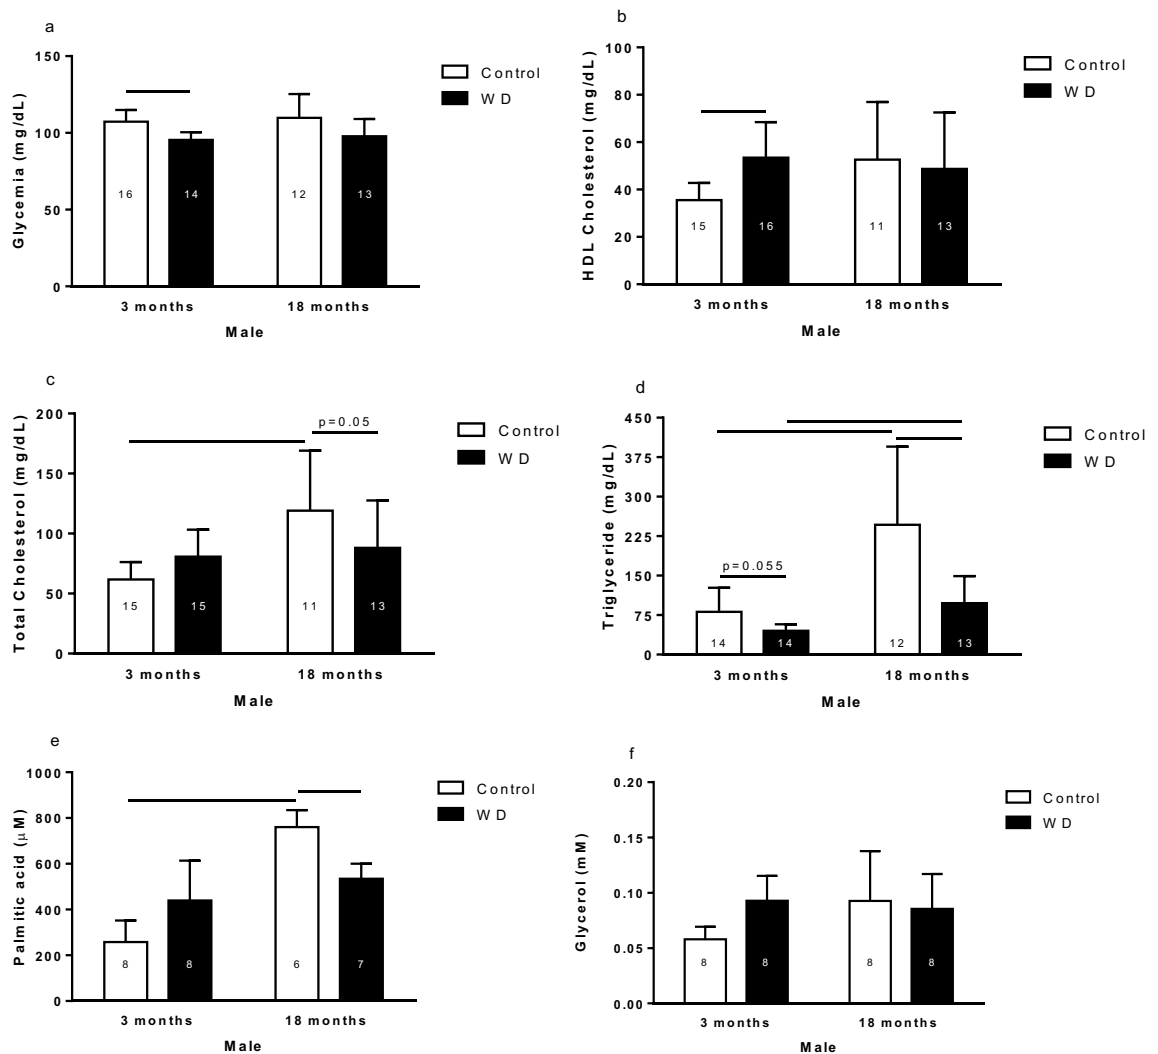 a
Glycemia (mg/dL)
150
100
50
0
16
14
12
13
3 months
18 months
Male
Control
WD
b
HDL Cholesterol (mg/dL)
100
80
60
40
20
0
15
16
11
13
3 months
18 months
Male
Control
WD
c
Total Cholesterol (mg/dL)
200
150
100
50
0
p=0.05
15
15
11
13
3 months
18 months
Male
Control
WD
d
Triglyceride (mg/dL)
450
375
300
225
150
75
0
p=0.055
14
14
12
13
3 months
18 months
Male
Control
WD
e
Palmitic acid (μM)
1000
800
600
400
200
0
8
8
6
7
3 months
18 months
Male
Control
WD
f
Glycerol (mM)
0.20
0.15
0.10
0.05
0.00
8
8
8
8
3 months
18 months
Male
Control
WD